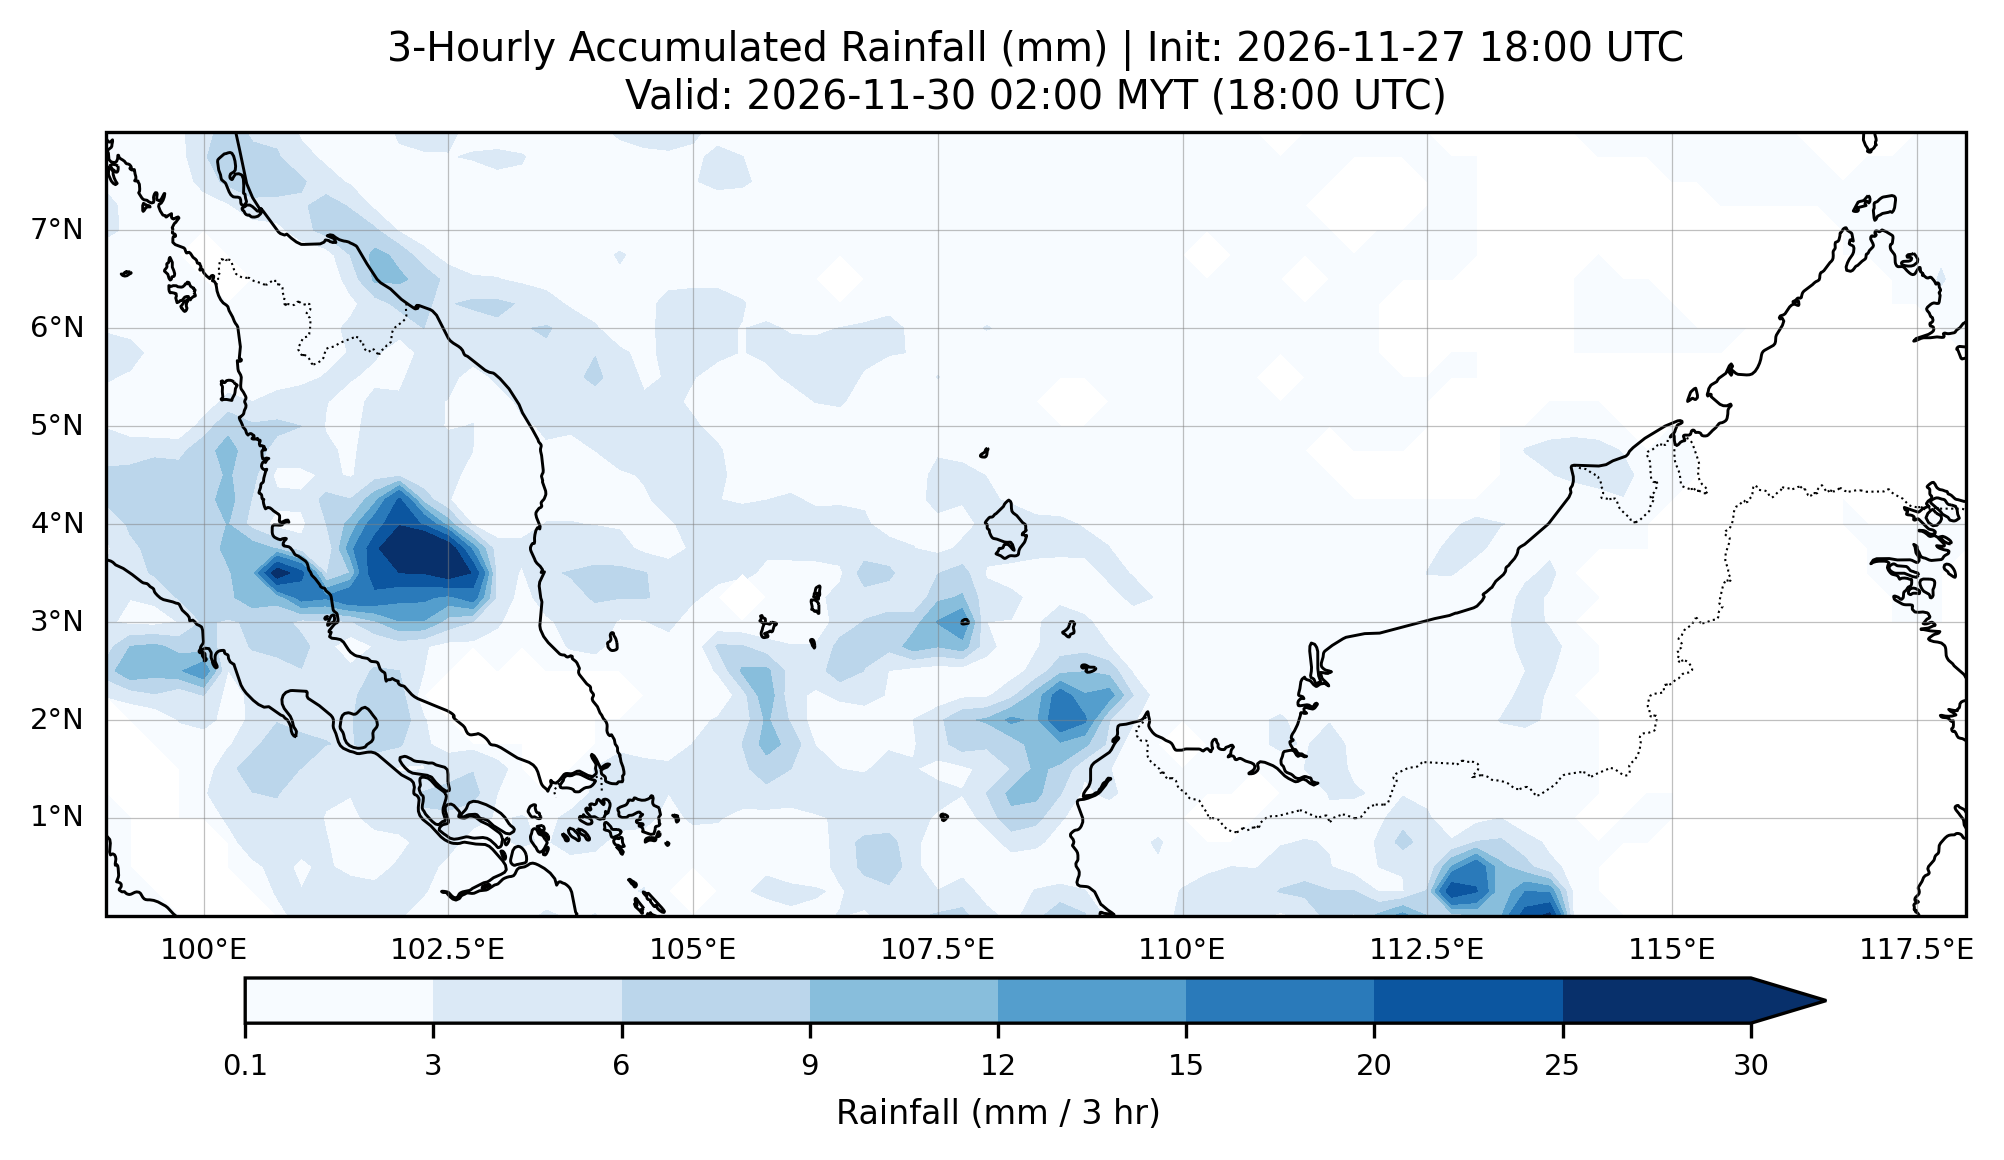 3-Hourly Accumulated Rainfall (mm) | Init: 2026-11-27 18:00 UTC
Valid: 2026-11-30 02:00 MYT (18:00 UTC)
7°N
6°N
5°N
4°N
3°N
2°N
1°N
100°E 102.5°E 105°E 107.5°E 110°E 112.5°E 115°E 117.5°E
0.1 3 6 9 12 15 20 25 30
Rainfall (mm / 3 hr)